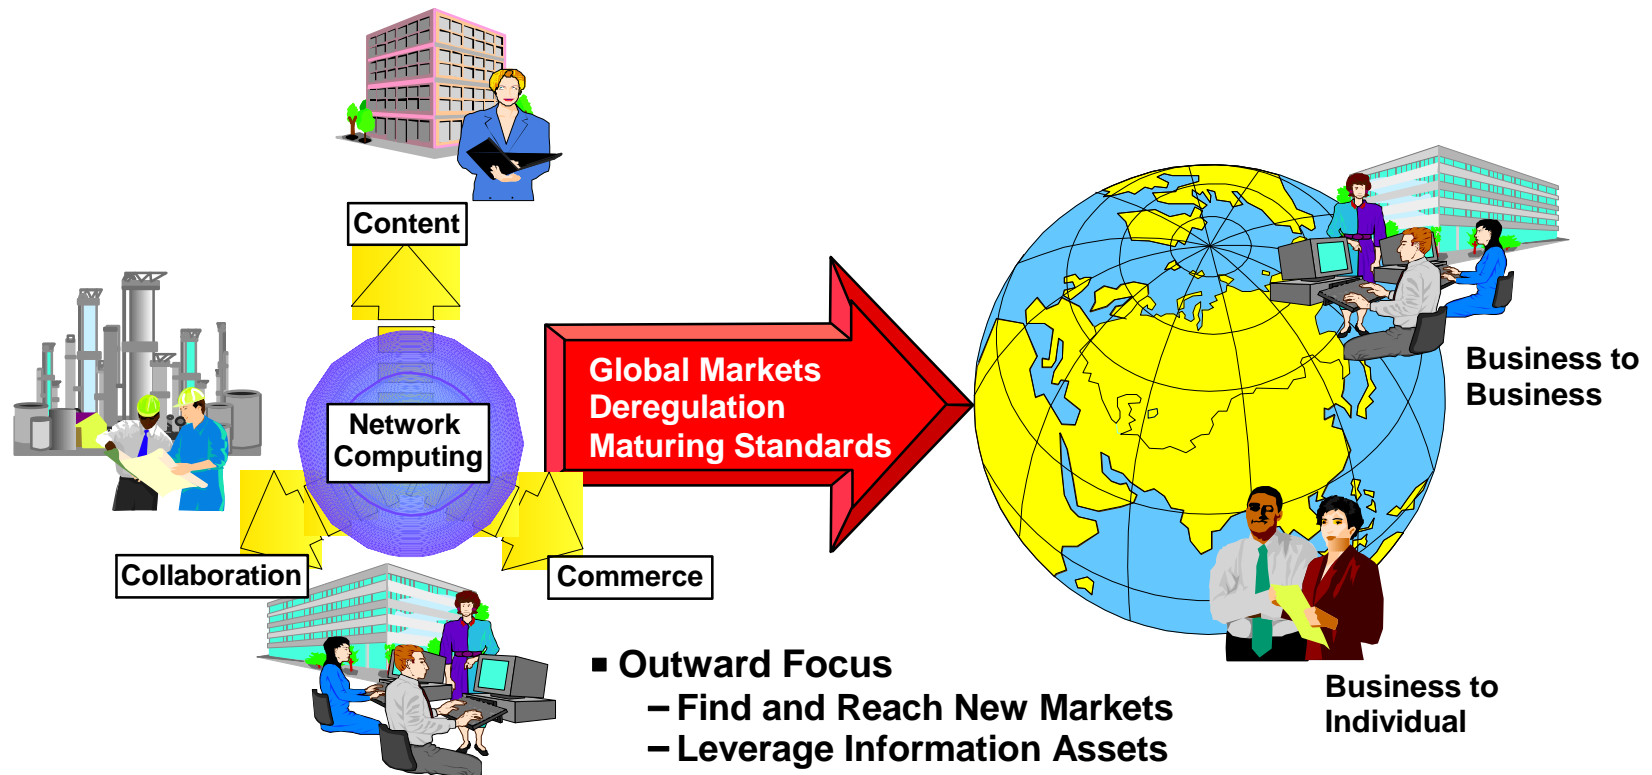 Content
Network
Computing
Collaboration
Commerce
Global Markets
Deregulation
Maturing Standards
Business to
Business
Business to
Individual
▪ Outward Focus
– Find and Reach New Markets
– Leverage Information Assets